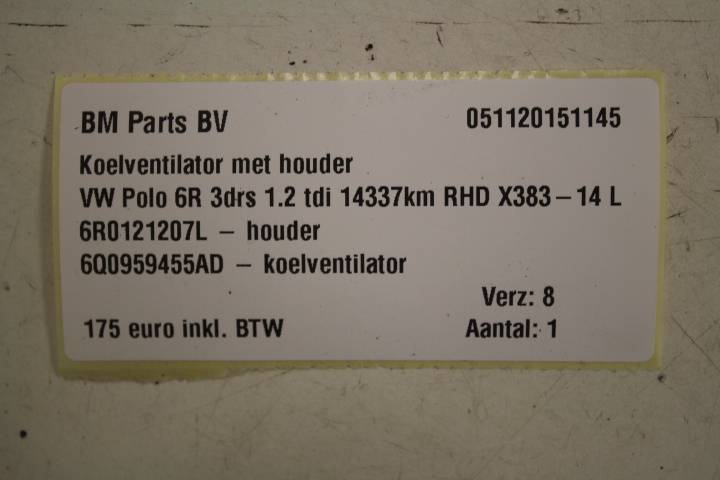 BM Parts BV 051120151145
Koelventilator met houder
VW Polo 6R 3drs 1.2 tdi 14337km RHD X383-14 L
6R0121207L - houder
6Q0959455AD - koelventilator
Verz: 8
175 euro inkl. BTW Aantal: 1